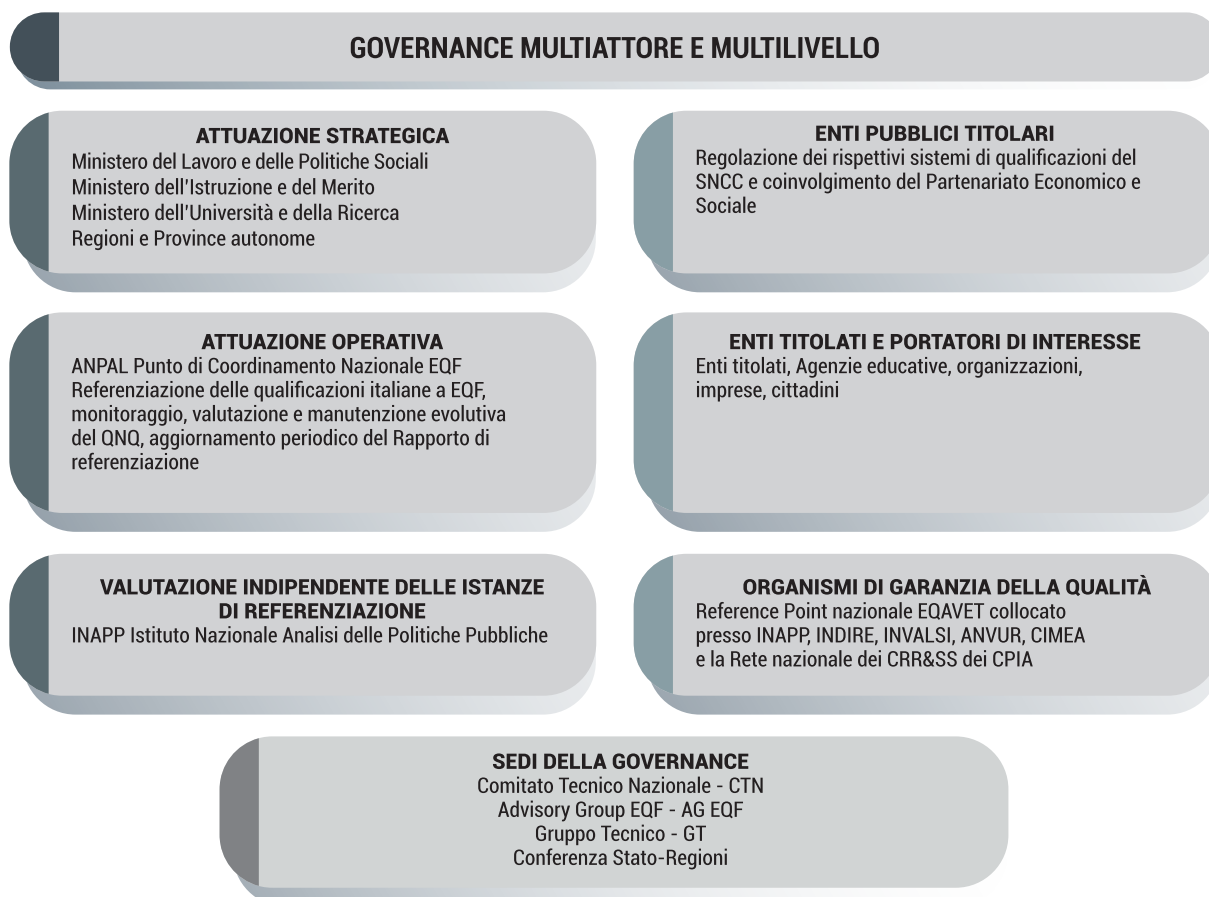 GOVERNANCE MULTIATTORE E MULTILIVELLO
ATTUAZIONE STRATEGICA
Ministero del Lavoro e delle Politiche Sociali
Ministero dell'Istruzione e del Merito
Ministero dell'Università e della Ricerca
Regioni e Province autonome
ENTI PUBBLICI TITOLARI
Regolazione dei rispettivi sistemi di qualificazioni del
SNCC e coinvolgimento del Partenariato Economico e
Sociale
ATTUAZIONE OPERATIVA
ANPAL Punto di Coordinamento Nazionale EQF
Referenziazione delle qualificazioni italiane a EQF,
monitoraggio, valutazione e manutenzione evolutiva
del QNQ, aggiornamento periodico del Rapporto di
referenziazione
ENTI TITOLATI E PORTATORI DI INTERESSE
Enti titolati, Agenzie educative, organizzazioni,
imprese, cittadini
VALUTAZIONE INDIPENDENTE DELLE ISTANZE
DI REFERENZIAZIONE
INAPP Istituto Nazionale Analisi delle Politiche Pubbliche
ORGANISMI DI GARANZIA DELLA QUALITÀ
Reference Point nazionale EQAVET collocato
presso INAPP, INDIRE, INVALSI, ANVUR, CIMEA
e la Rete nazionale dei CRR&SS dei CPIA
SEDI DELLA GOVERNANCE
Comitato Tecnico Nazionale - CTN
Advisory Group EQF - AG EQF
Gruppo Tecnico - GT
Conferenza Stato-Regioni